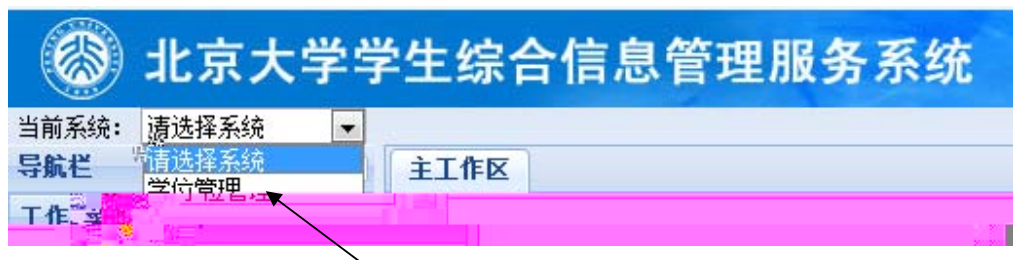 北京大学学生综合信息管理服务系统
当前系统： 请选择系统
导航栏 请选择系统 主工作区
学位管理
工作